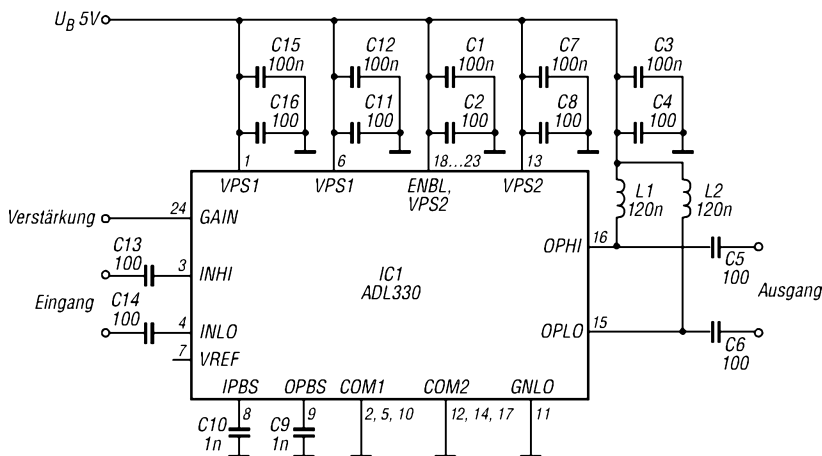 U_B 5V
C15 C12 C1 C7 C3
100n 100n 100n 100n 100n
C16 C11 C2 C8 C4
100 100 100 100 100
1 6 18...23 13
VPS1 VPS1 ENBL, VPS2
VPS2
L1 L2
120n 120n
Verstärkung 24 GAIN
OPHI 16
C13
100 3 INHI
C5
100
IC1
ADL330
Eingang
Ausgang
C14
100 4 INLO
OPLO 15
C6
100
7 VREF
IPBS OPBS COM1 COM2 GNLO
8 9 2, 5, 10 12, 14, 17 11
C10 C9
1n 1n